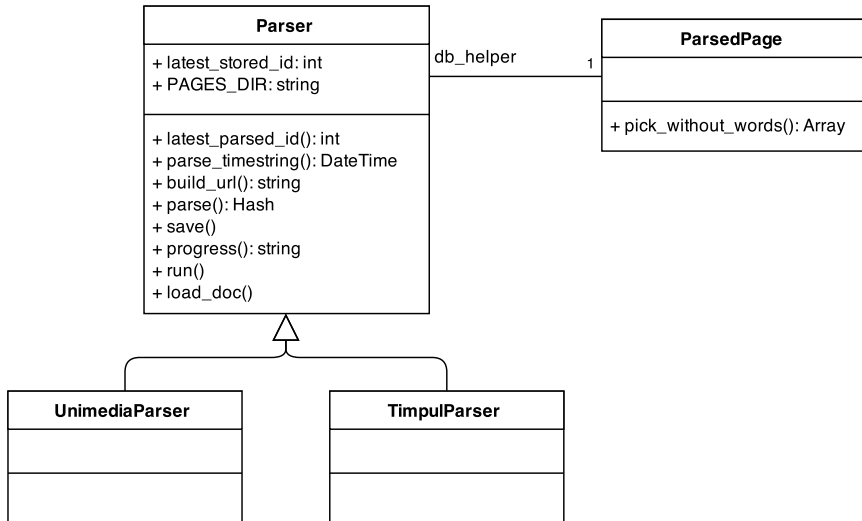 Parser
+ latest_stored_id: int
+ PAGES_DIR: string
+ latest_parsed_id(): int
+ parse_timestring(): DateTime
+ build_url(): string
+ parse(): Hash
+ save()
+ progress(): string
+ run()
+ load_doc()
db_helper
1
ParsedPage
+ pick_without_words(): Array
UnimediaParser
TimpulParser